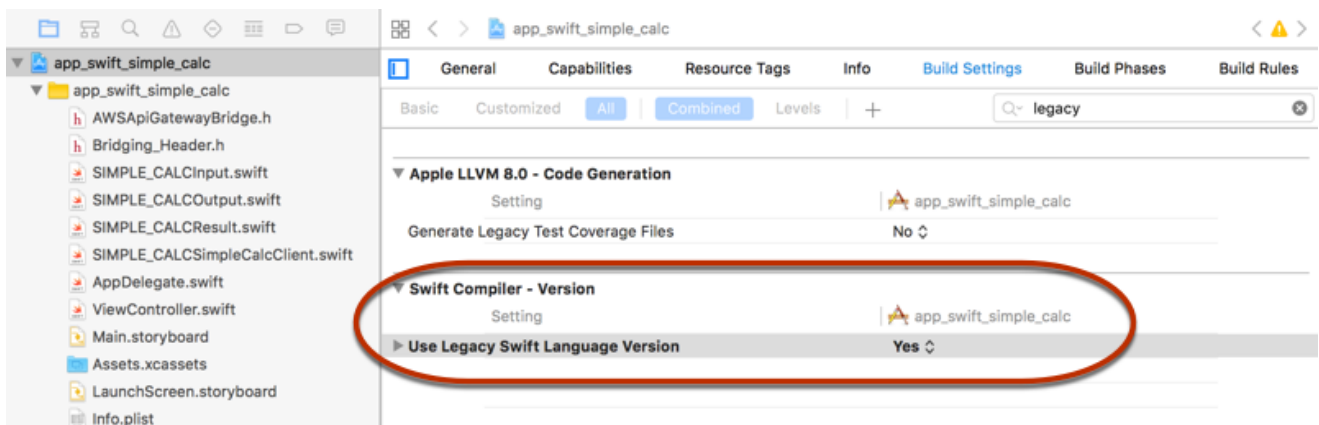 app_swift_simple_calc
app_swift_simple_calc
app_swift_simple_calc
General Capabilities Resource Tags Info Build Settings Build Phases Build Rules
app_swift_simple_calc
Basic Customized All Combined Levels + legacy
h AWSApiGatewayBridge.h
h Bridging_Header.h
SIMPLE_CALCInput.swift
SIMPLE_CALCOutput.swift
SIMPLE_CALCResult.swift
SIMPLE_CALCSimpleCalcClient.swift
AppDelegate.swift
ViewController.swift
Main.storyboard
Assets.xcassets
LaunchScreen.storyboard
Info.plist
Apple LLVM 8.0 - Code Generation
Setting app_swift_simple_calc
Generate Legacy Test Coverage Files No
Swift Compiler - Version
Setting app_swift_simple_calc
Use Legacy Swift Language Version Yes